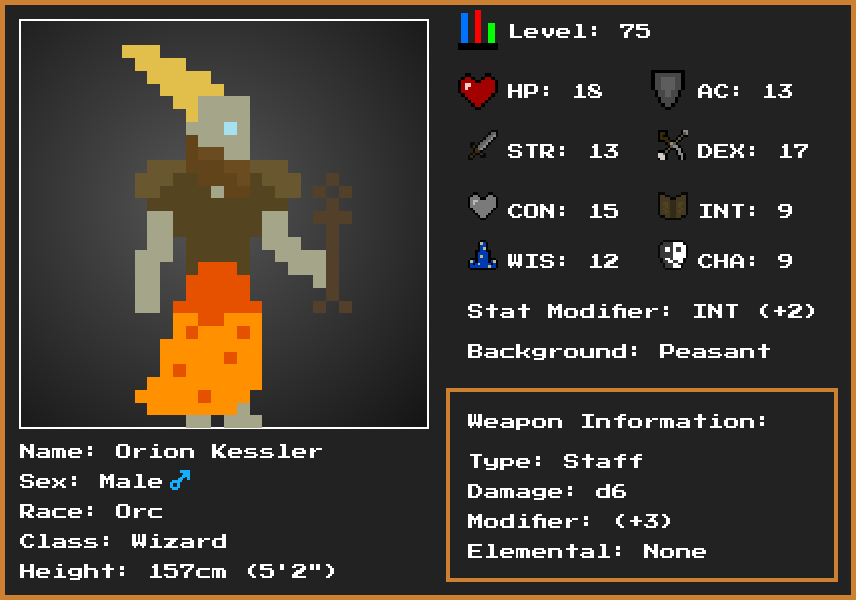 Level: 75
HP: 18 AC: 13
STR: 13 DEX: 17
CON: 15 INT: 9
WIS: 12 CHA: 9
Stat Modifier: INT (+2)
Background: Peasant
Weapon Information:
Type: Staff
Damage: d6
Modifier: (+3)
Elemental: None
Name: Orion Kessler
Sex: Male♂
Race: Orc
Class: Wizard
Height: 157cm (5'2")